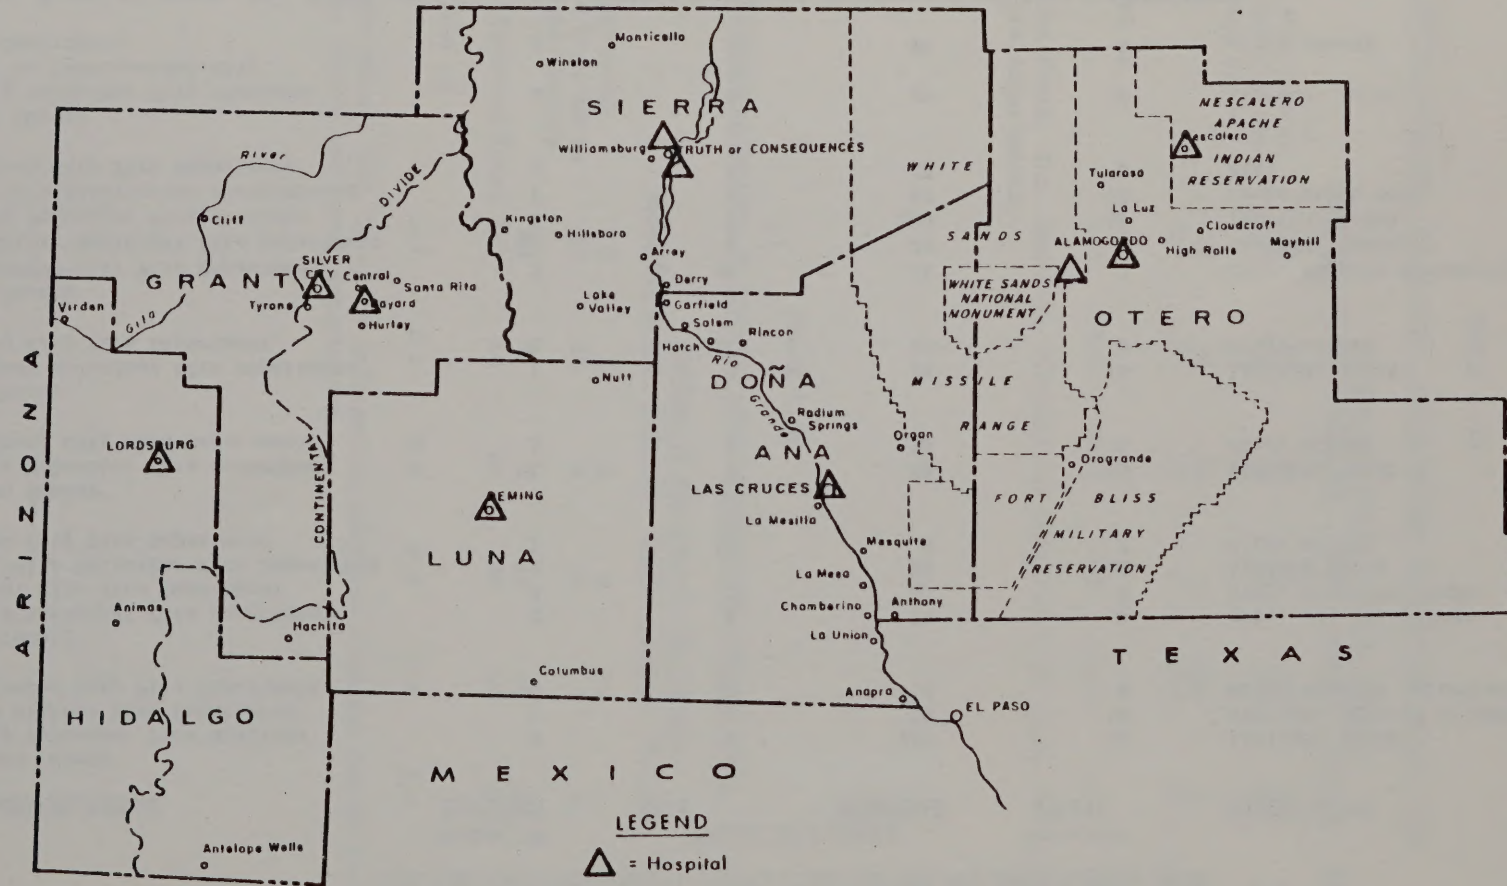 Monticello
Winston
SIERRA
NESCALERO
APACHE
escalero
INDIAN
RESERVATION
River
Williamsburg
TRUTH or CONSEQUENCES
WHITE
Tularosa
DIVIDE
La Luz
Cliff
Kingston
Hillsboro
Cloudcroft
SANDS
ALAMOGORDO
High Rolls
Mayhill
Arrey
SILVER
CITY
Central
Santa Rita
GRANT
Derry
WHITE SANDS
NATIONAL
MONUMENT
Virden
Gila
Tyrone
ayard
Hurley
Lake
Valley
Garfield
Salem
Hatch
Rincon
OTERO
Rio
Nutt
DOÑA
MISSILE
Grande
Radium
Springs
RANGE
ARIZONA
LORDSBURG
CONTINENTAL
ANA
Organ
Orogrande
LAS CRUCES
EMING
FORT BLISS
La Mesilla
MILITARY
LUNA
Mesquite
RESERVATION
La Mesa
Animas
Chamberino
Anthony
Hachita
La Union
TEXAS
Columbus
Anapra
EL PASO
HIDALGO
MEXICO
LEGEND
Antelope Wells
= Hospital